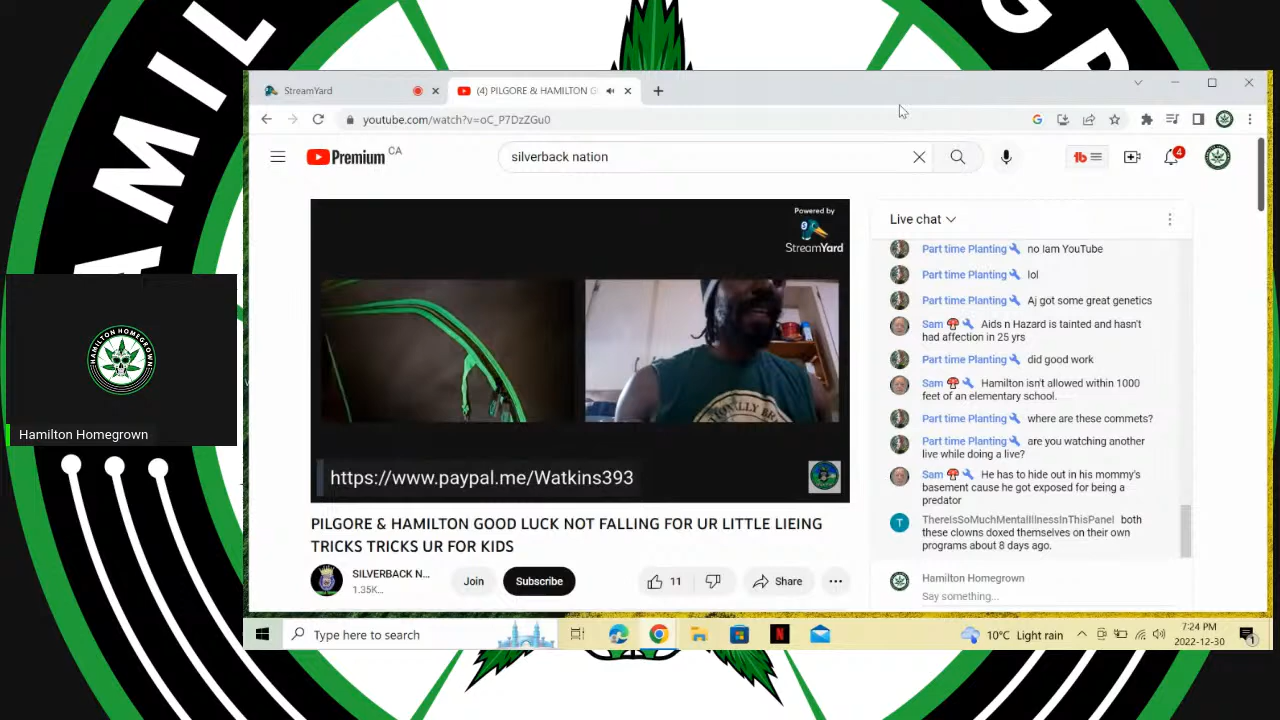 AMIL
GR
StreamYard
(4) PILGORE & HAMILTON G
youtube.com/watch?v=oC_P7DzZGu0
Premium CA
silverback nation
4
Powered by
StreamYard
https://www.paypal.me/Watkins393
PILGORE & HAMILTON GOOD LUCK NOT FALLING FOR UR LITTLE LIEING
TRICKS TRICKS UR FOR KIDS
SILVERBACK N...
1.35K...
Join
Subscribe
11
Share
Live chat
Part time Planting no Iam YouTube
Part time Planting lol
Part time Planting Aj got some great genetics
Sam Aids n Hazard is tainted and hasn't
had affection in 25 yrs
Part time Planting did good work
Sam Hamilton isn't allowed within 1000
feet of an elementary school.
Part time Planting where are these commets?
Part time Planting are you watching another
live while doing a live?
Sam He has to hide out in his mommy's
basement cause he got exposed for being a
predator
ThereIsSoMuchMentalIllnessInThisPanel both
these clowns doxed themselves on their own
programs about 8 days ago.
Hamilton Homegrown
Say something...
HAMILTON HOMEGROWN
Hamilton Homegrown
Type here to search
10°C Light rain
7:24 PM
2022-12-30
1